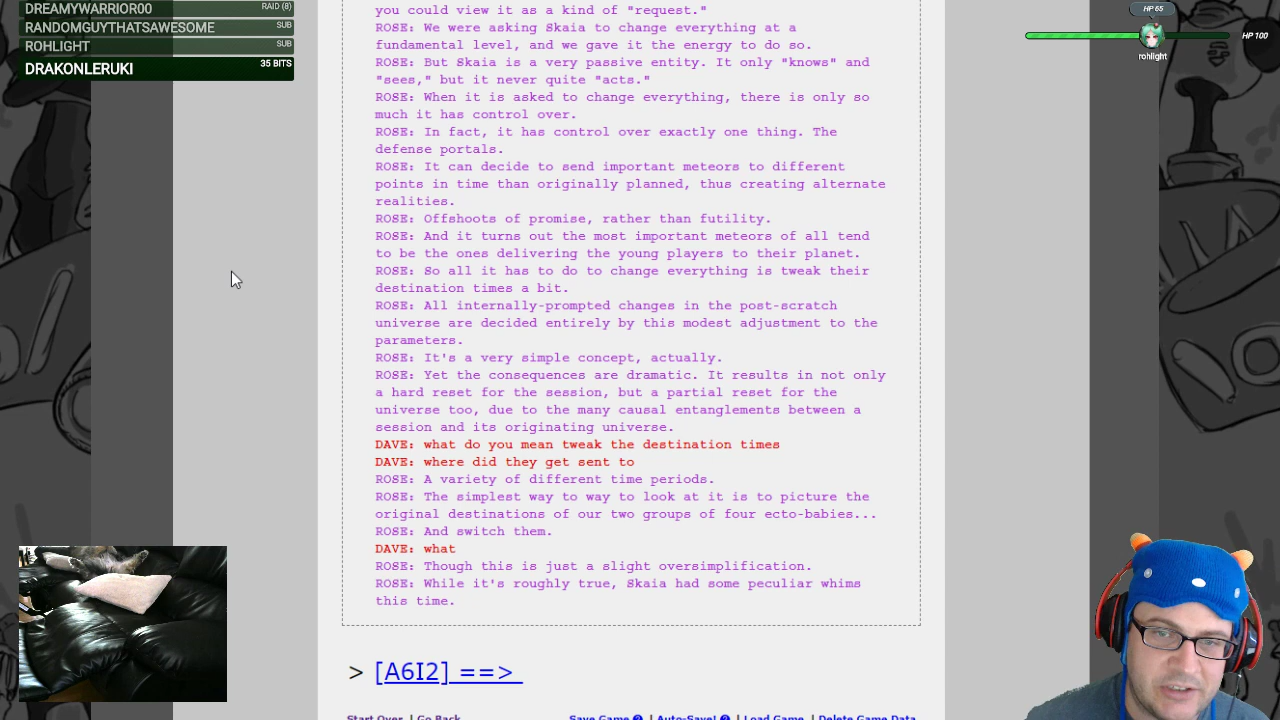 DREAMYWARRIOR00 RAID (8)
RANDOMGUYTHATSAWESOME SUB
ROHLIGHT SUB
DRAKONLERUKI 35 BITS
HP 65
HP 100
rohlight
you could view it as a kind of "request."
ROSE: We were asking Skaia to change everything at a
fundamental level, and we gave it the energy to do so.
ROSE: But Skaia is a very passive entity. It only "knows" and
"sees," but it never quite "acts."
ROSE: When it is asked to change everything, there is only so
much it has control over.
ROSE: In fact, it has control over exactly one thing. The
defense portals.
ROSE: It can decide to send important meteors to different
points in time than originally planned, thus creating alternate
realities.
ROSE: Offshoots of promise, rather than futility.
ROSE: And it turns out the most important meteors of all tend
to be the ones delivering the young players to their planet.
ROSE: So all it has to do to change everything is tweak their
destination times a bit.
ROSE: All internally-prompted changes in the post-scratch
universe are decided entirely by this modest adjustment to the
parameters.
ROSE: It's a very simple concept, actually.
ROSE: Yet the consequences are dramatic. It results in not only
a hard reset for the session, but a partial reset for the
universe too, due to the many causal entanglements between a
session and its originating universe.
DAVE: what do you mean tweak the destination times
DAVE: where did they get sent to
ROSE: A variety of different time periods.
ROSE: The simplest way to way to look at it is to picture the
original destinations of our two groups of four ecto-babies...
ROSE: And switch them.
DAVE: what
ROSE: Though this is just a slight oversimplification.
ROSE: While it's roughly true, Skaia had some peculiar whims
this time.
> [A6I2] ==>
Start Over | Go Back Save Game ? | Auto-Save! ? | Load Game | Delete Game Data